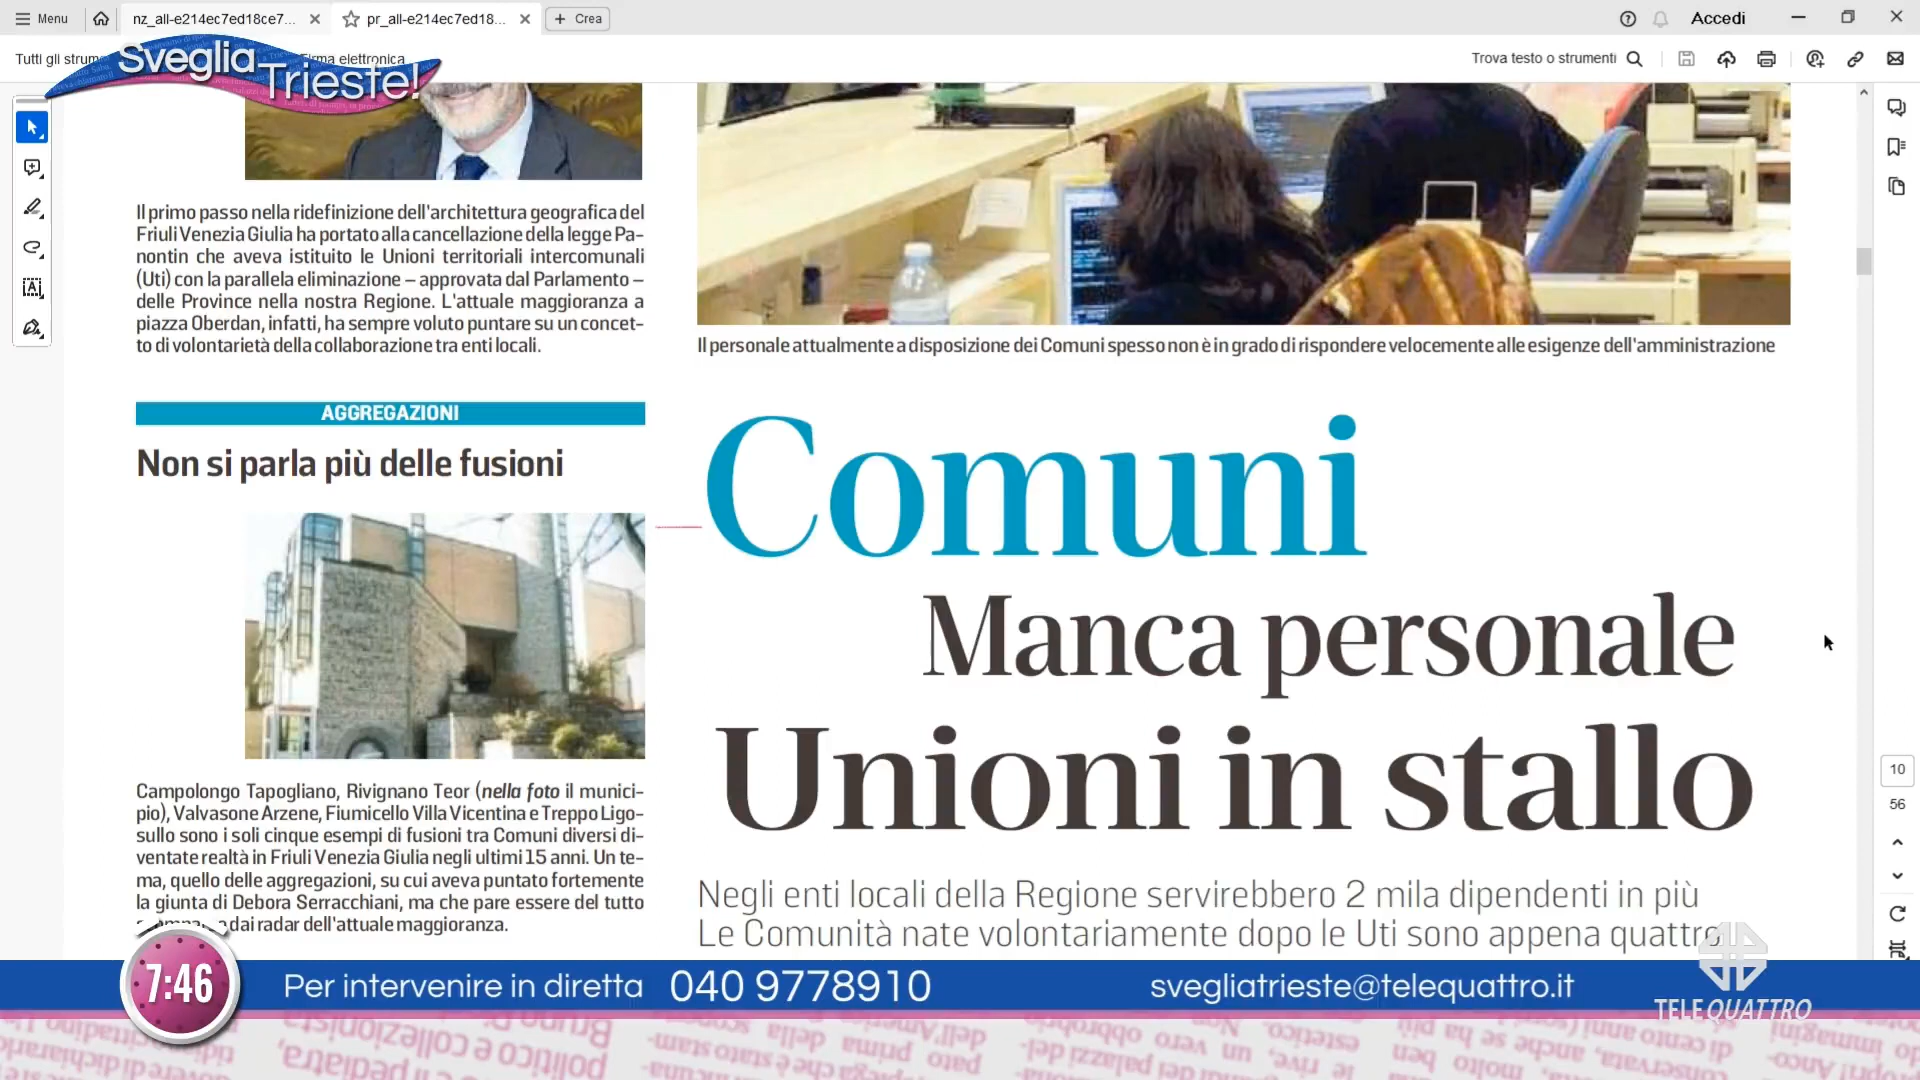 Menu
nz_all-e214ec7ed18ce7...
pr_all-e214ec7ed18...
Crea
Accedi
Tutti gli strum
Firma elettronica
Trova testo o strumenti
Sveglia
Trieste!
Il primo passo nella ridefinizione dell'architettura geografica del
Friuli Venezia Giulia ha portato alla cancellazione della legge Pa-
nontin che aveva istituito le Unioni territoriali intercomunali
(Uti) con la parallela eliminazione – approvata dal Parlamento –
delle Province nella nostra Regione. L'attuale maggioranza a
piazza Oberdan, infatti, ha sempre voluto puntare su un concet-
to di volontarietà della collaborazione tra enti locali.
AGGREGAZIONI
Non si parla più delle fusioni
Campolongo Tapogliano, Rivignano Teor (nella foto il munici-
pio), Valvasone Arzene, Fiumicello Villa Vicentina e Treppo Ligo-
sullo sono i soli cinque esempi di fusioni tra Comuni diversi di-
ventate realtà in Friuli Venezia Giulia negli ultimi 15 anni. Un te-
ma, quello delle aggregazioni, su cui aveva puntato fortemente
la giunta di Debora Serracchiani, ma che pare essere del tutto
dai radar dell'attuale maggioranza.
Il personale attualmente a disposizione dei Comuni spesso non è in grado di rispondere velocemente alle esigenze dell'amministrazione
Comuni
Manca personale
Unioni in stallo
Negli enti locali della Regione servirebbero 2 mila dipendenti in più
Le Comunità nate volontariamente dopo le Uti sono appena quattro
10
56
7:46
Per intervenire in diretta 040 9778910
svegliatrieste@telequattro.it
TELEQUATTRO